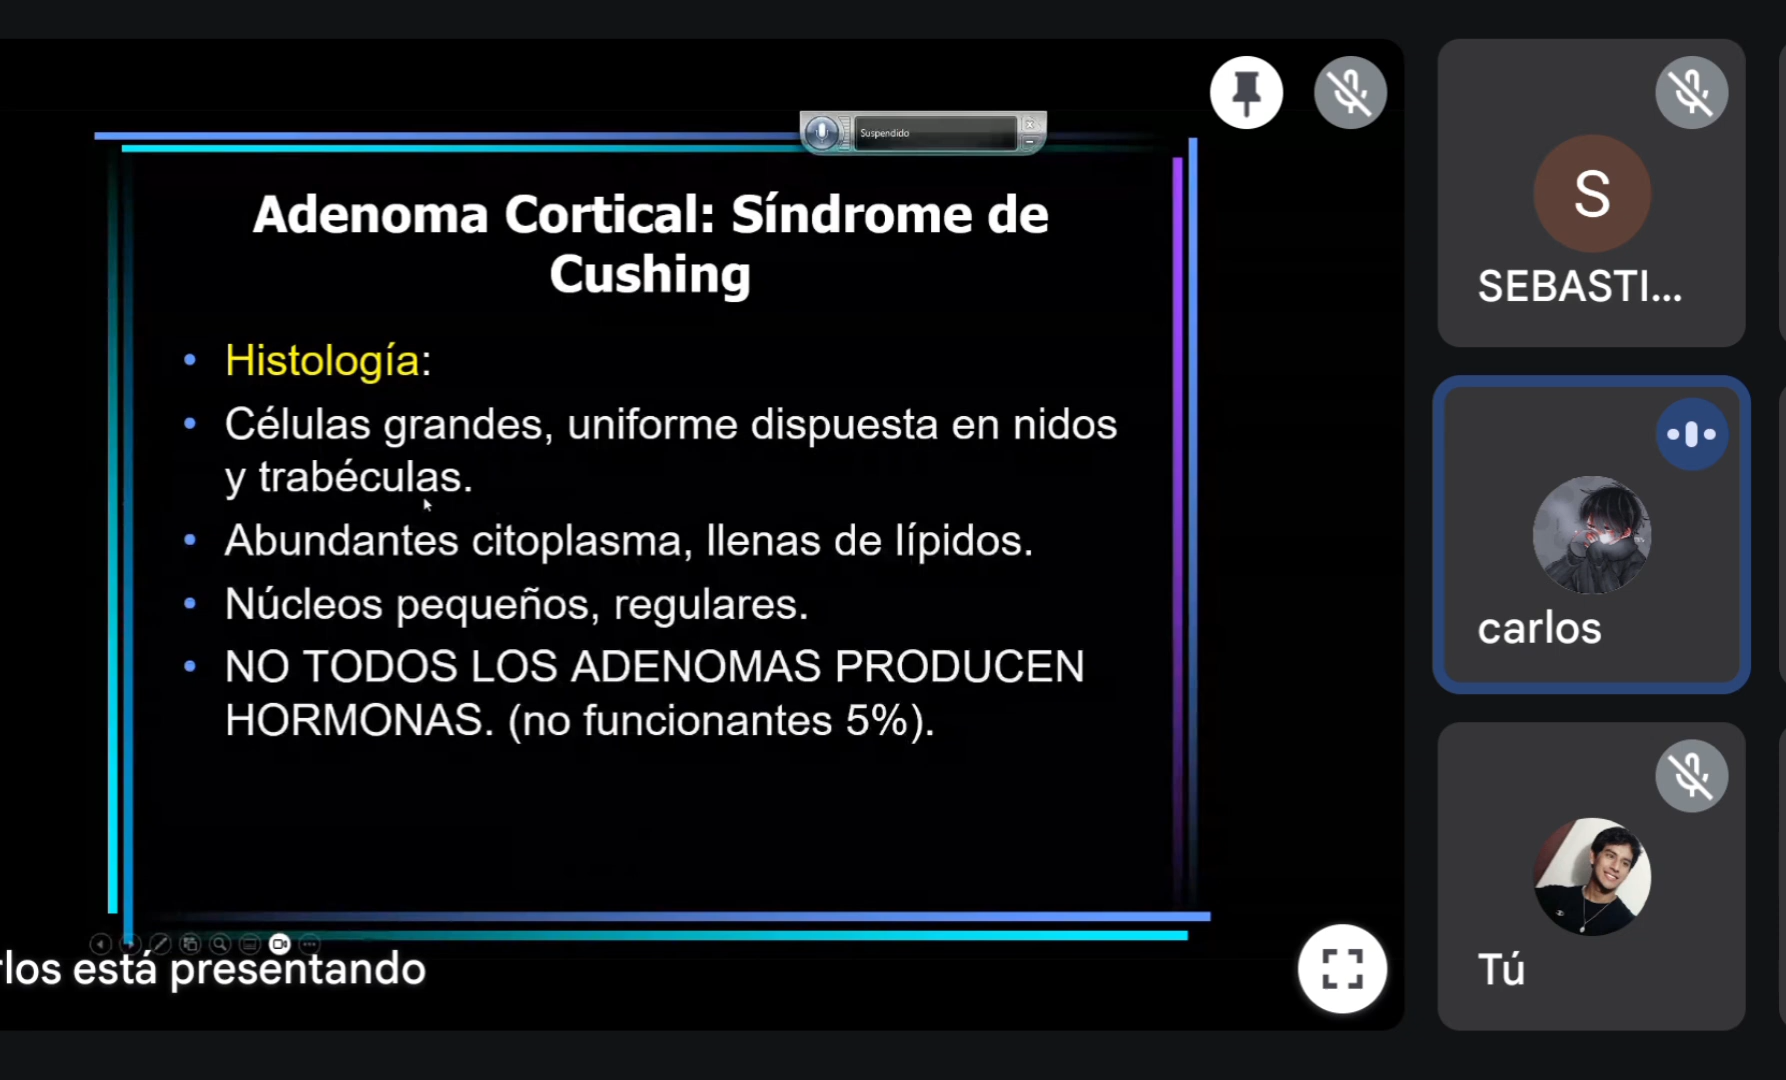 Suspendido
Adenoma Cortical: Síndrome de
Cushing
• Histología:
• Células grandes, uniforme dispuesta en nidos
y trabéculas.
• Abundantes citoplasma, llenas de lípidos.
• Núcleos pequeños, regulares.
• NO TODOS LOS ADENOMAS PRODUCEN
HORMONAS. (no funcionantes 5%).
rlos está presentando
S
SEBASTI...
carlos
Tú